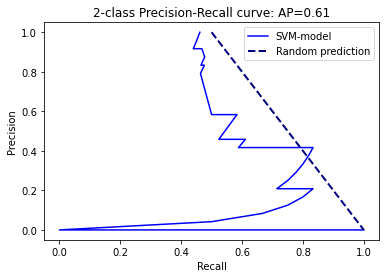 2-class Precision-Recall curve: AP=0.61
SVM-model
Random prediction
Precision
1.0
0.8
0.6
0.4
0.2
0.0
0.0 0.2 0.4 0.6 0.8 1.0
Recall